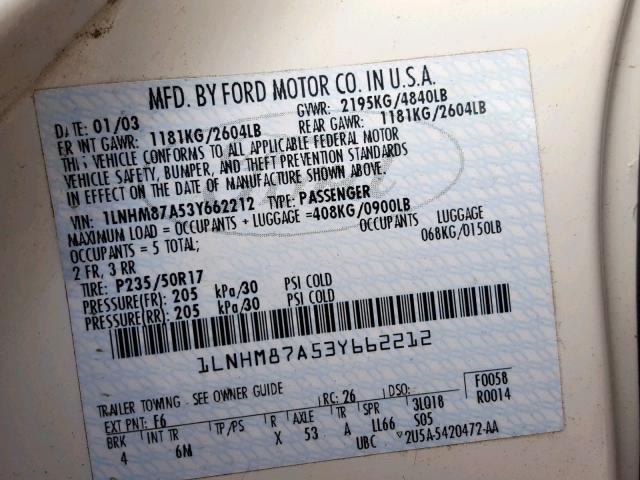 MFD. BY FORD MOTOR CO. IN U.S.A.
DATE: 01/03 GVWR: 2195KG/4840LB
FRONT GAWR: 1181KG/2604LB REAR GAWR: 1181KG/2604LB
THIS VEHICLE CONFORMS TO ALL APPLICABLE FEDERAL MOTOR
VEHICLE SAFETY, BUMPER, AND THEFT PREVENTION STANDARDS
IN EFFECT ON THE DATE OF MANUFACTURE SHOWN ABOVE.
VIN: 1LNHM87A53Y662212 TYPE: PASSENGER
MAXIMUM LOAD = OCCUPANTS + LUGGAGE =408KG/0900LB
OCCUPANTS = 5 TOTAL; OCCUPANTS LUGGAGE
2 FR, 3 RR 068KG/0150LB
TIRE: P235/50R17
PRESSURE(FR) : 205 kPa/30 PSI COLD
PRESSURE(RR) : 205 kPa/30 PSI COLD
1LNHM87A53Y662212
TRAILER TOWING - SEE OWNER GUIDE
EXT PNT: F6 RC: 26 DSO: F0058
BRK INT TR TP/PS R AXLE TR SPR 3LQ18 R0014
4 6M X 53 A LL66 S05
UBC 2U5A-5420472-AA